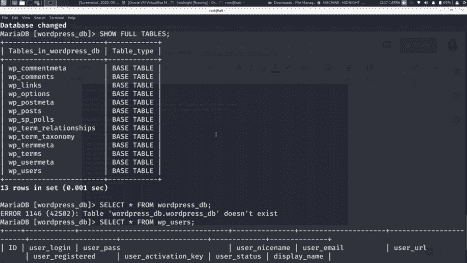 File Edit View Search Terminal Help
Database changed
MariaDB [wordpress_db]> SHOW FULL TABLES;
+-----------------------+------------+
| Tables_in_wordpress_db | Table_type |
+-----------------------+------------+
| wp_commentmeta | BASE TABLE |
| wp_comments | BASE TABLE |
| wp_links | BASE TABLE |
| wp_options | BASE TABLE |
| wp_postmeta | BASE TABLE |
| wp_posts | BASE TABLE |
| wp_sp_polls | BASE TABLE |
| wp_term_relationships | BASE TABLE |
| wp_term_taxonomy | BASE TABLE |
| wp_termmeta | BASE TABLE |
| wp_terms | BASE TABLE |
| wp_usermeta | BASE TABLE |
| wp_users | BASE TABLE |
+-----------------------+------------+
13 rows in set (0.001 sec)
MariaDB [wordpress_db]> SELECT * FROM wordpress_db;
ERROR 1146 (42S02): Table 'wordpress_db.wordpress_db' doesn't exist
MariaDB [wordpress_db]> SELECT * FROM wp_users;
| ID | user_login | user_pass | user_nicename | user_email | user_url
| user_registered | user_activation_key | user_status | display_name |